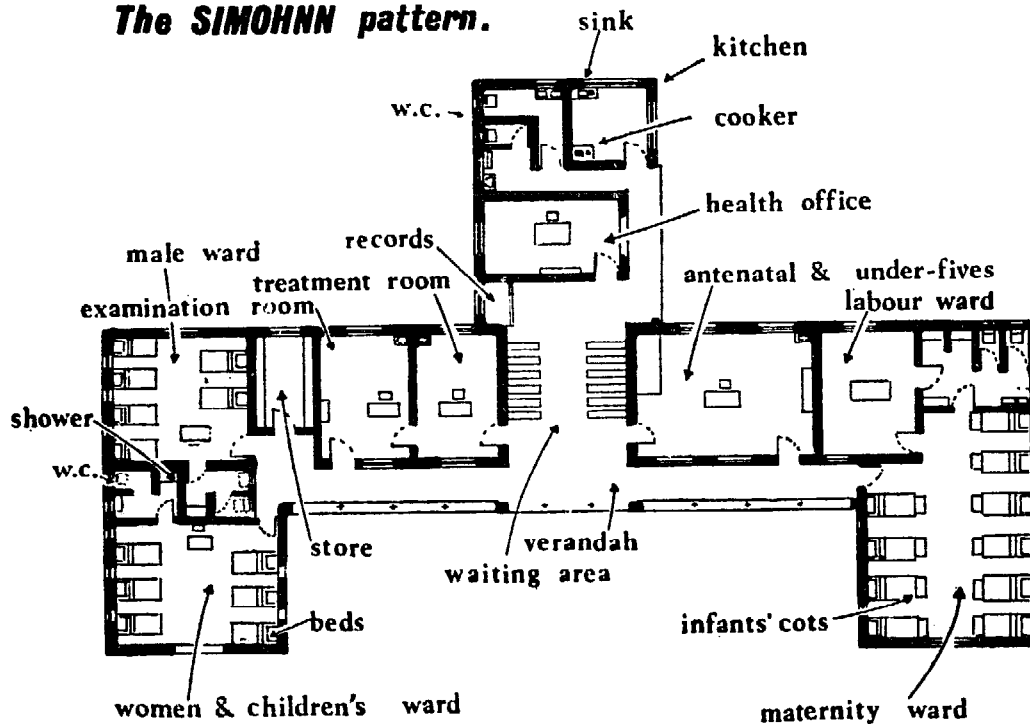 The SIMOHNN pattern.
sink
kitchen
w.c.
cooker
health office
records
male ward
treatment room
antenatal & under-fives
examination room
labour ward
shower
w.c.
store
verandah
waiting area
beds
infants' cots
women & children's ward
maternity ward